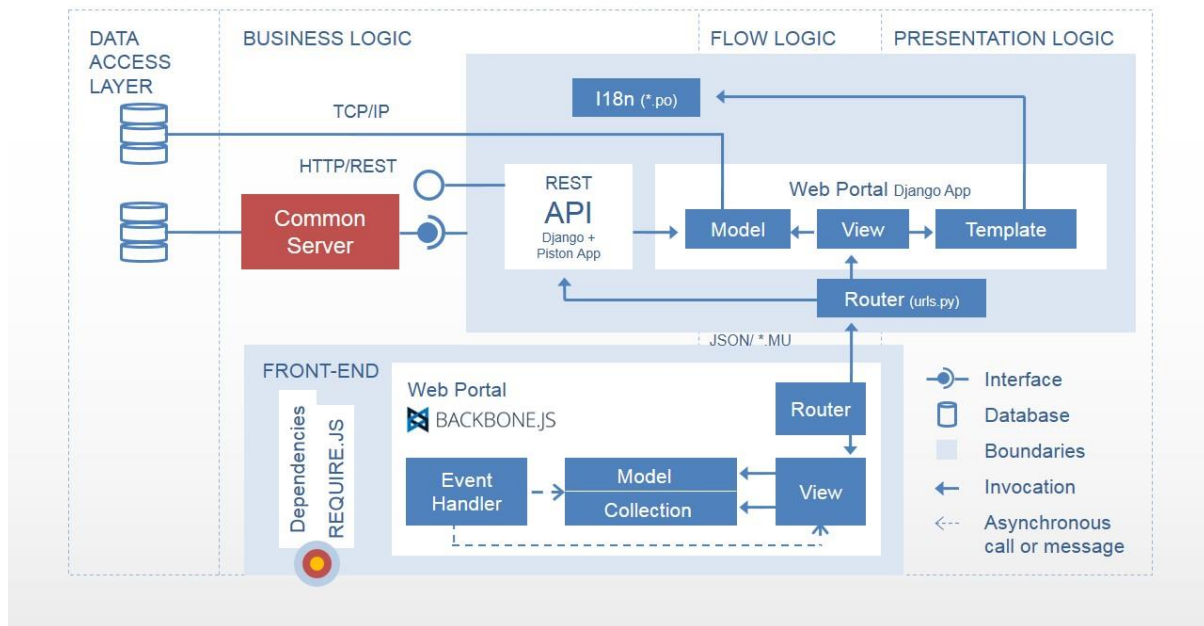 DATA
ACCESS
LAYER
BUSINESS LOGIC
FLOW LOGIC
PRESENTATION LOGIC
I18n (*.po)
TCP/IP
HTTP/REST
Common
Server
REST
API
Django +
Piston App
Web Portal Django App
Model
View
Template
Router (urls.py)
JSON/ *.MU
FRONT-END
Dependencies
REQUIRE.JS
Web Portal
BACKBONE.JS
Router
Event
Handler
Model
Collection
View
Interface
Database
Boundaries
Invocation
Asynchronous
call or message